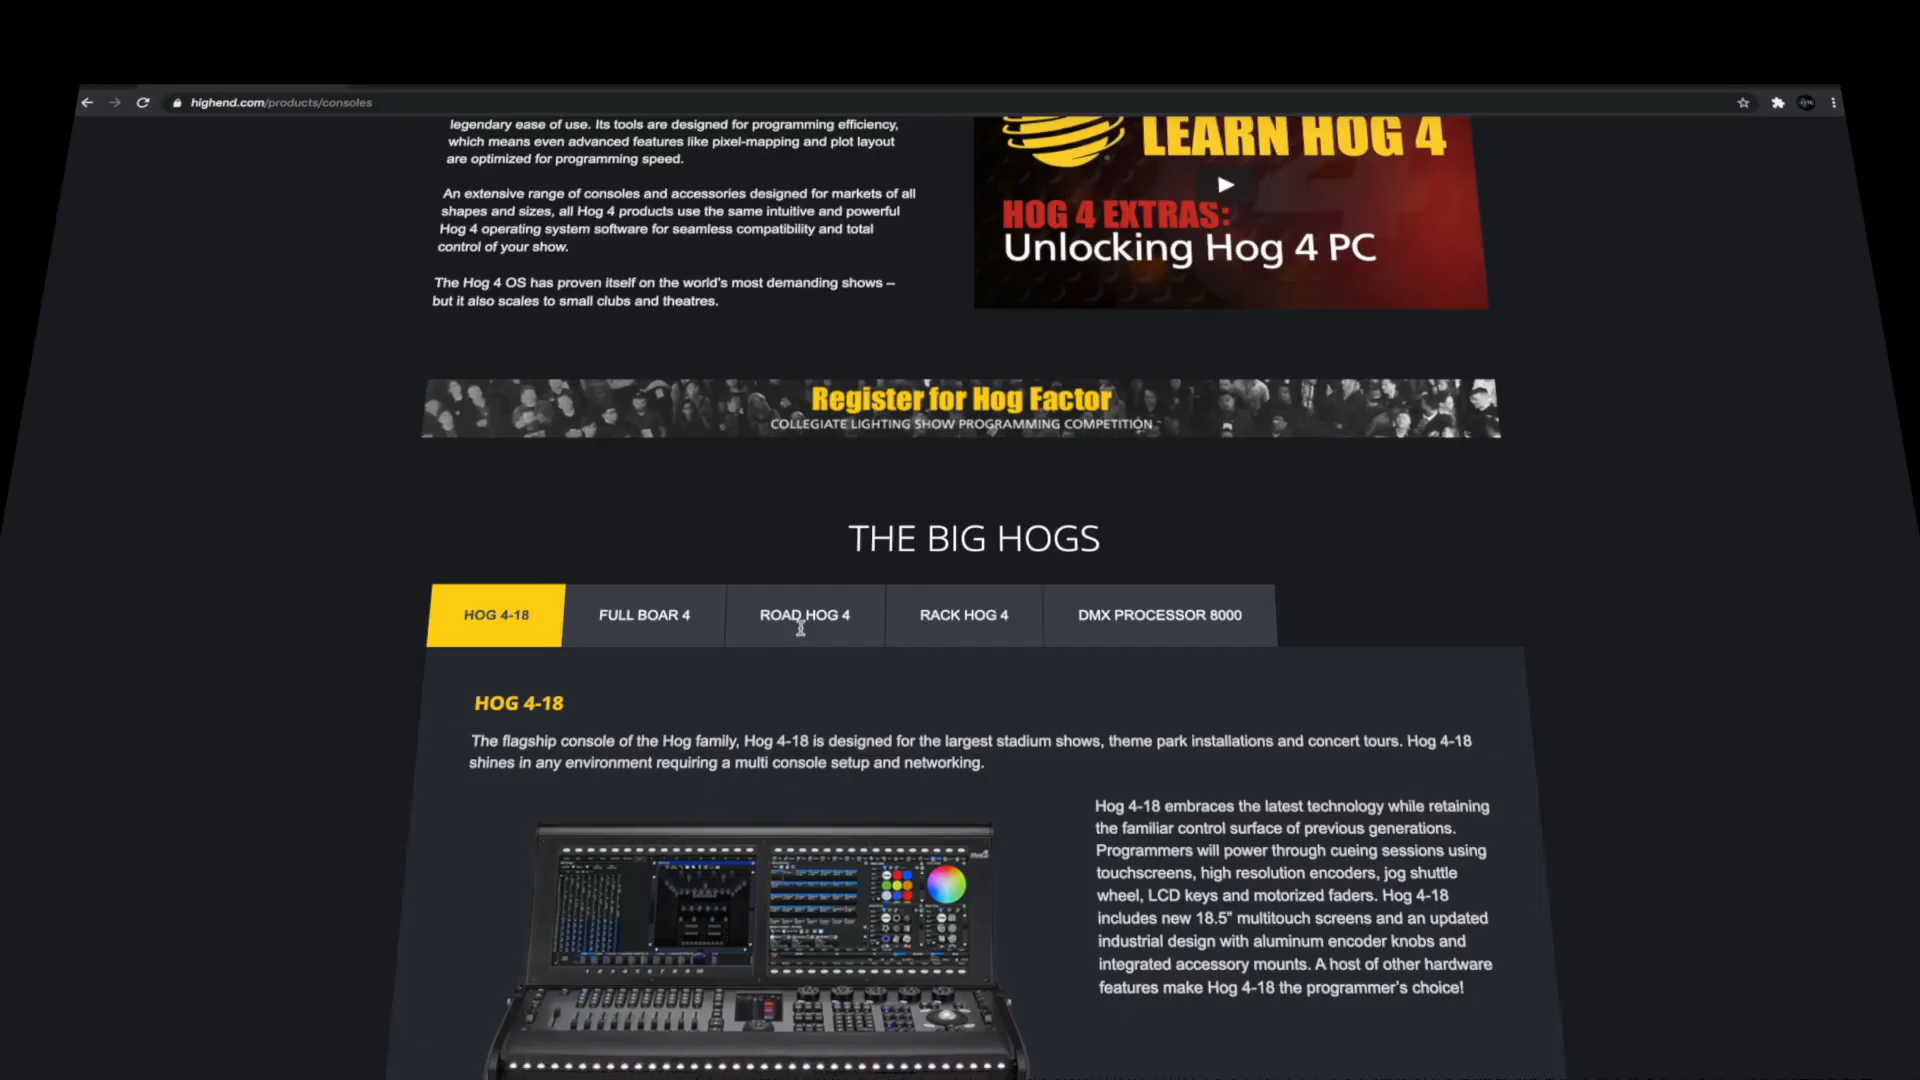 highend.com/products/consoles
legendary ease of use. Its tools are designed for programming efficiency,
which means even advanced features like pixel-mapping and plot layout
are optimized for programming speed.
An extensive range of consoles and accessories designed for markets of all
shapes and sizes, all Hog 4 products use the same intuitive and powerful
Hog 4 operating system software for seamless compatibility and total
control of your show.
The Hog 4 OS has proven itself on the world's most demanding shows –
but it also scales to small clubs and theatres.
LEARN HOG 4
HOG 4 EXTRAS:
Unlocking Hog 4 PC
Register for Hog Factor
COLLEGIATE LIGHTING SHOW PROGRAMMING COMPETITION
THE BIG HOGS
HOG 4-18 FULL BOAR 4 ROAD HOG 4 RACK HOG 4 DMX PROCESSOR 8000
HOG 4-18
The flagship console of the Hog family, Hog 4-18 is designed for the largest stadium shows, theme park installations and concert tours. Hog 4-18
shines in any environment requiring a multi console setup and networking.
Hog 4-18 embraces the latest technology while retaining
the familiar control surface of previous generations.
Programmers will power through cueing sessions using
touchscreens, high resolution encoders, jog shuttle
wheel, LCD keys and motorized faders. Hog 4-18
includes new 18.5” multitouch screens and an updated
industrial design with aluminum encoder knobs and
integrated accessory mounts. A host of other hardware
features make Hog 4-18 the programmer's choice!